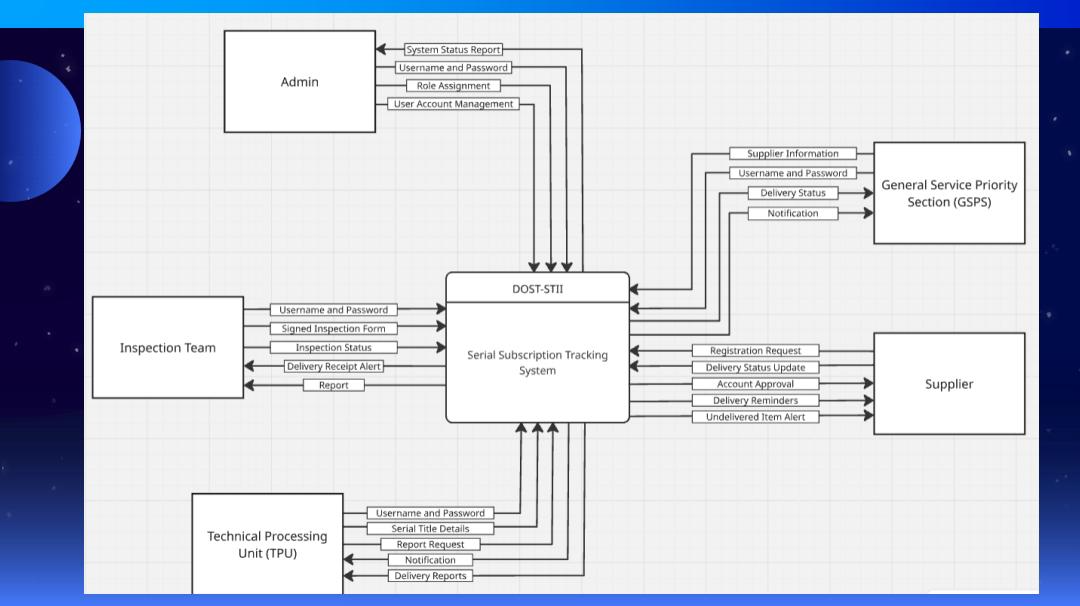 Admin
System Status Report
Username and Password
Role Assignment
User Account Management
Supplier Information
Username and Password
Delivery Status
Notification
General Service Priority
Section (GSPS)
DOST-STII
Serial Subscription Tracking
System
Inspection Team
Username and Password
Signed Inspection Form
Inspection Status
Delivery Receipt Alert
Report
Registration Request
Delivery Status Update
Account Approval
Delivery Reminders
Undelivered Item Alert
Supplier
Technical Processing
Unit (TPU)
Username and Password
Serial Title Details
Report Request
Notification
Delivery Reports